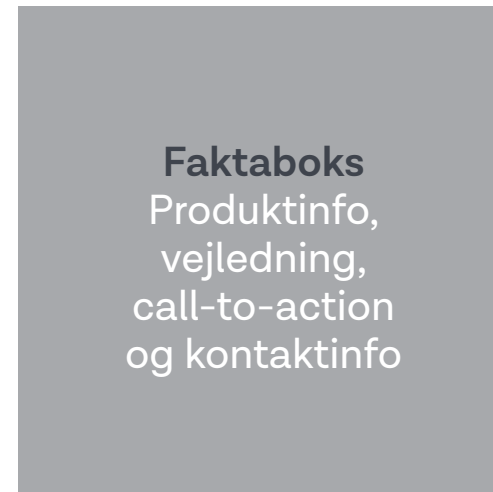 Faktaboks
Produktinfo,
vejledning,
call-to-action
og kontaktinfo